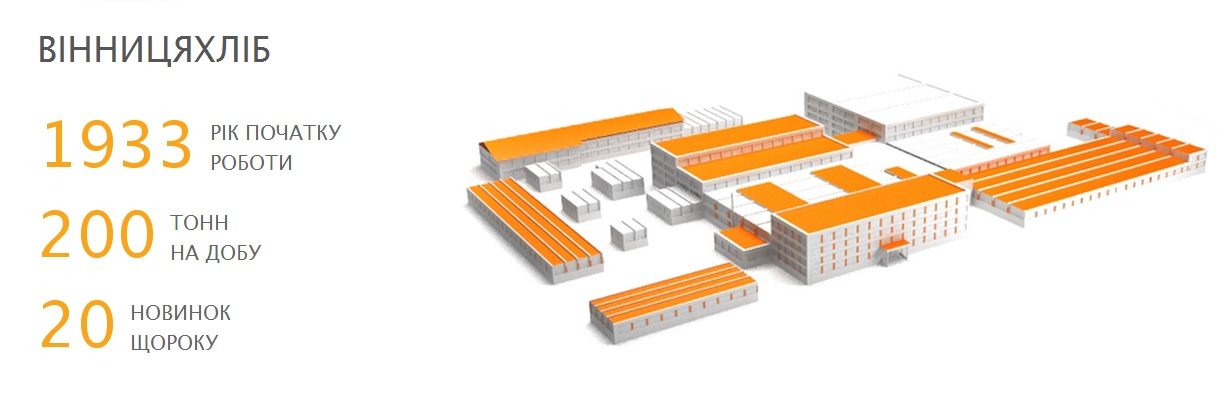 ВІННИЦЯХЛІБ
1933 РІК ПОЧАТКУ
РОБОТИ
200 ТОНН
НА ДОБУ
20 НОВИНОК
ЩОРОКУ